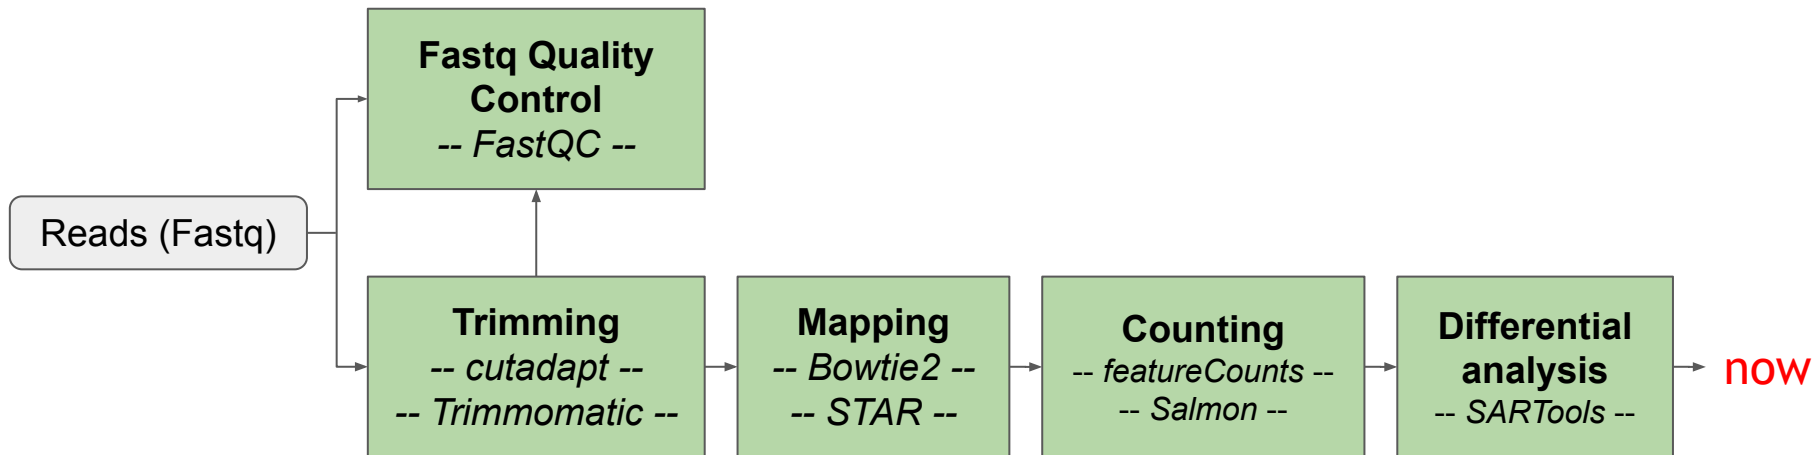 Fastq Quality
Control
-- FastQC --
Reads (Fastq)
Trimming
-- cutadapt --
-- Trimmomatic --
Mapping
-- Bowtie2 --
-- STAR --
Counting
-- featureCounts --
-- Salmon --
Differential
analysis
-- SARTools --
now